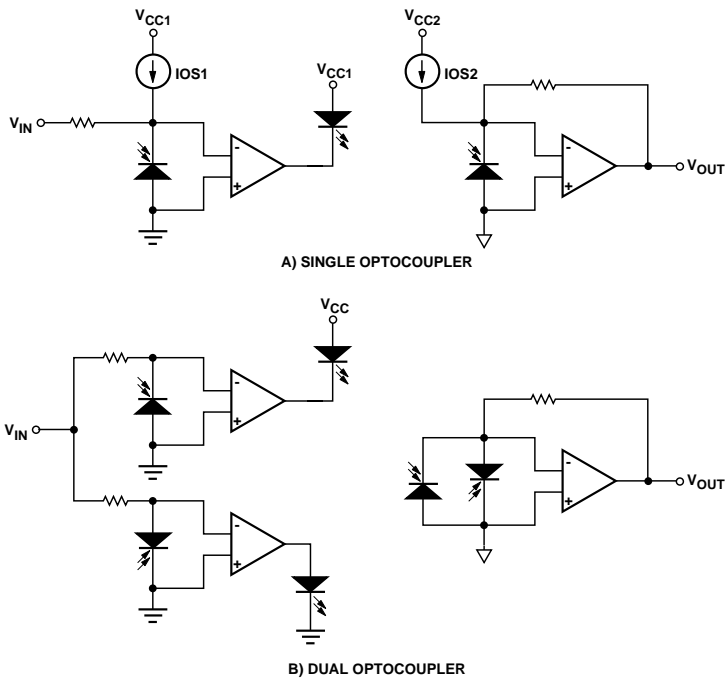 VCC1
IOS1
VCC1
VIN
-
+
VCC2
IOS2
-
+
VOUT
A) SINGLE OPTOCOUPLER
VCC
-
+
VIN
-
+
-
+
VOUT
B) DUAL OPTOCOUPLER